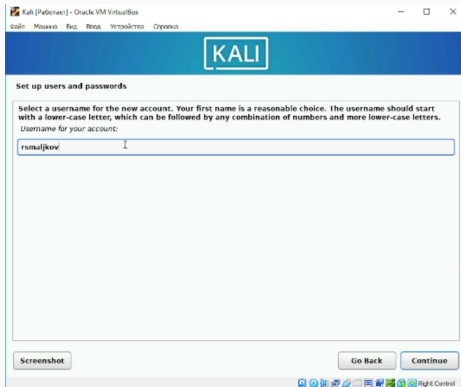 Kali [Работает] - Oracle VM VirtualBox
Файл Машина Вид Ввод Устройства Справка
KALI
Set up users and passwords
Select a username for the new account. Your first name is a reasonable choice. The username should start
with a lower-case letter, which can be followed by any combination of numbers and more lower-case letters.
Username for your account:
rsmaljkov
Screenshot Go Back Continue
Right Control